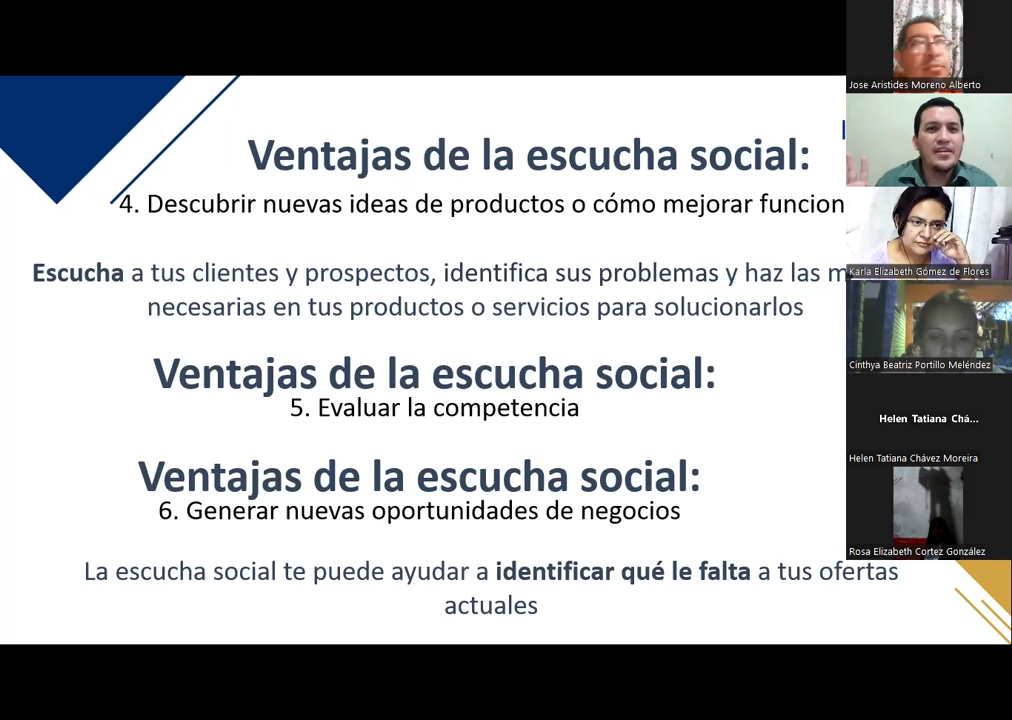 Ventajas de la escucha social:
4. Descubrir nuevas ideas de productos o cómo mejorar funcion
Escucha a tus clientes y prospectos, identifica sus problemas y haz las
necesarias en tus productos o servicios para solucionarlos
Ventajas de la escucha social:
5. Evaluar la competencia
Ventajas de la escucha social:
6. Generar nuevas oportunidades de negocios
La escucha social te puede ayudar a identificar qué le falta a tus ofertas
actuales
Jose Aristides Moreno Alberto
Karla Elizabeth Gómez de Flores
Cinthya Beatriz Portillo Meléndez
Helen Tatiana Chá...
Helen Tatiana Chávez Moreira
Rosa Elizabeth Cortez González